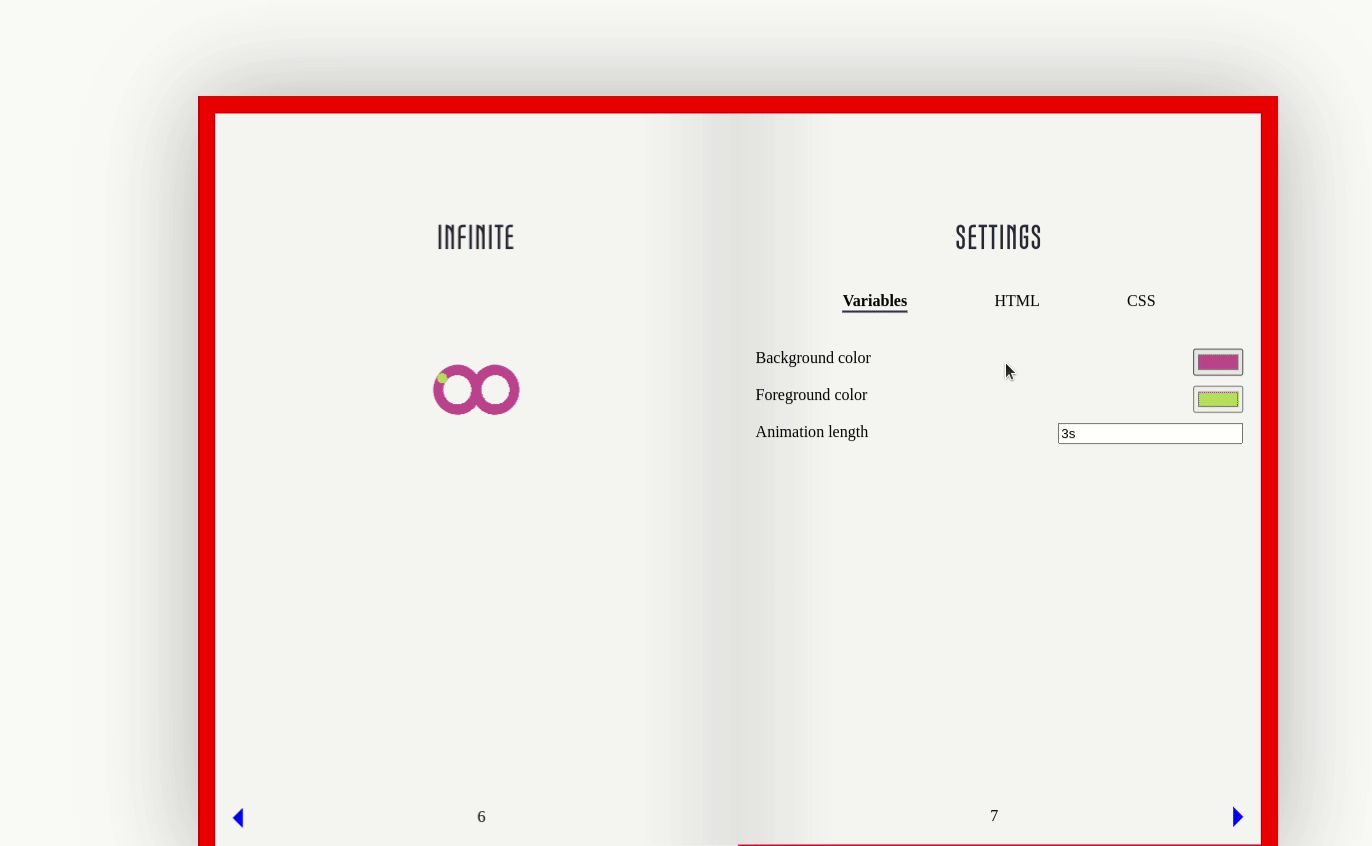 INFINITE
SETTINGS
Variables HTML CSS
Background color
Foreground color
Animation length 3s
6
7